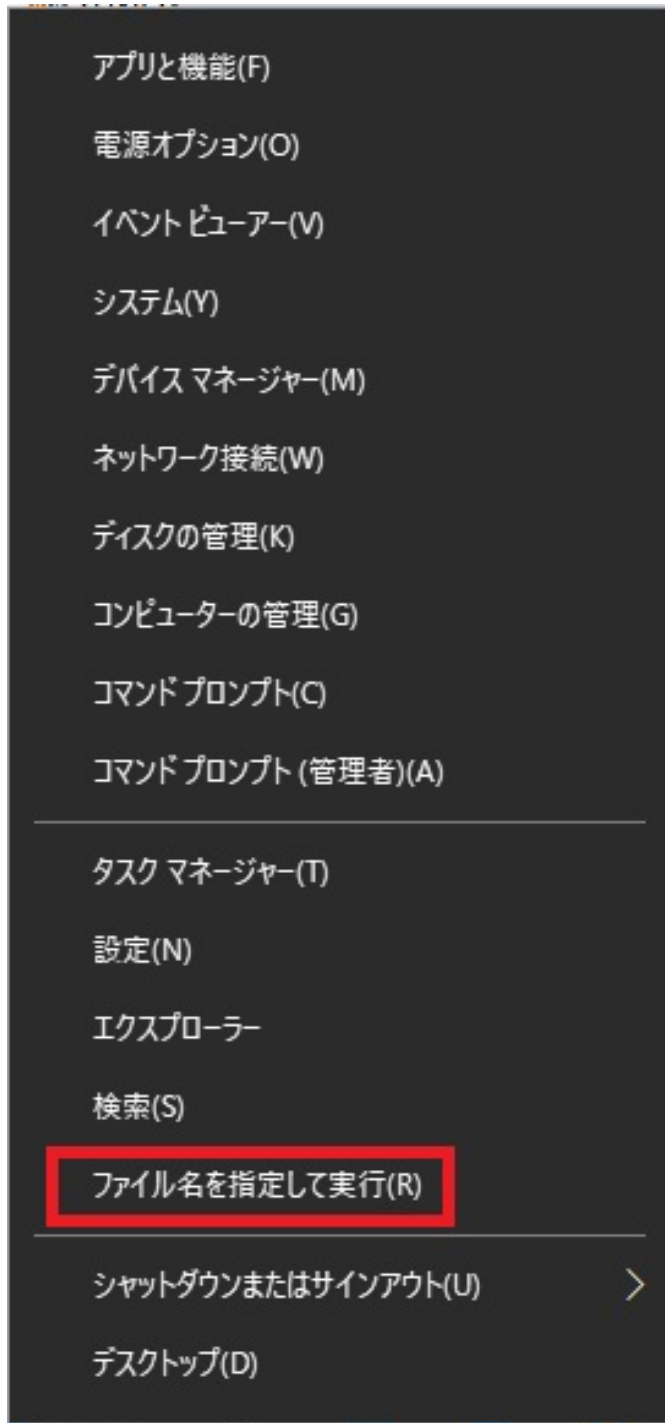 アプリと機能(F)
電源オプション(O)
イベント ビューアー(V)
システム(Y)
デバイス マネージャー(M)
ネットワーク接続(W)
ディスクの管理(K)
コンピューターの管理(G)
コマンド プロンプト(C)
コマンド プロンプト (管理者)(A)
タスク マネージャー(T)
設定(N)
エクスプローラー
検索(S)
ファイル名を指定して実行(R)
シャットダウンまたはサインアウト(U)
デスクトップ(D)